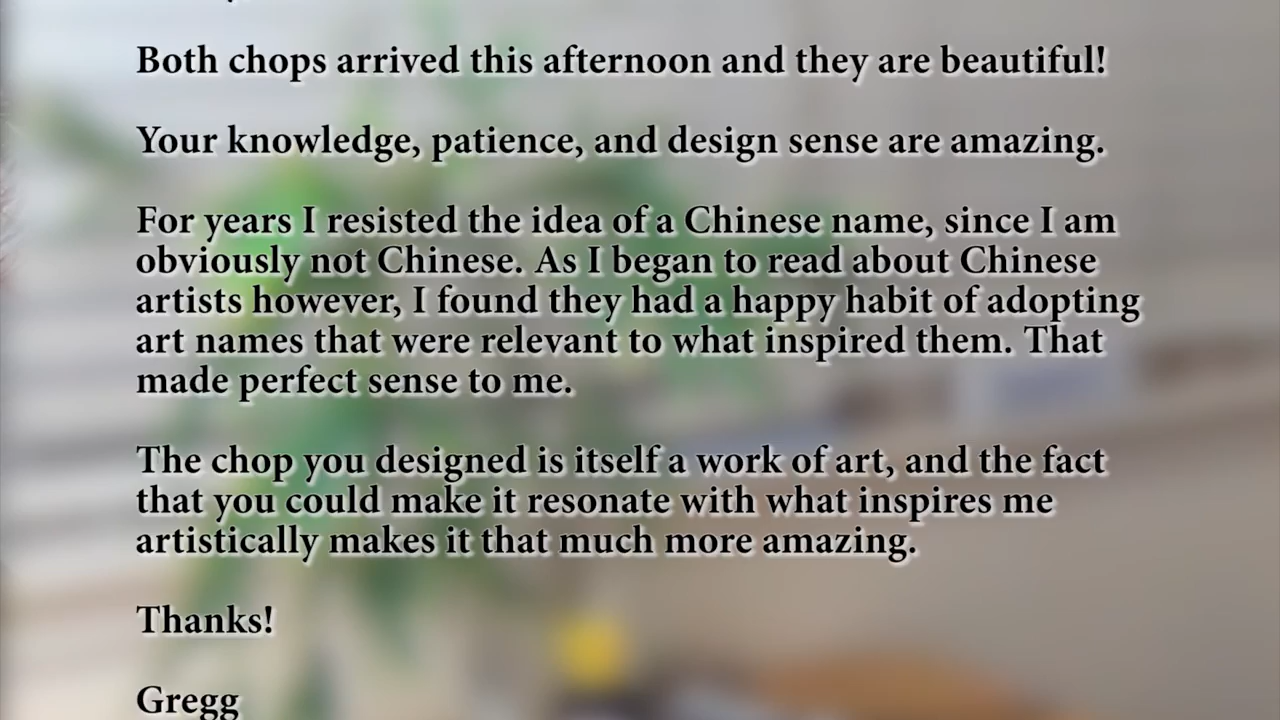 Both chops arrived this afternoon and they are beautiful!
Your knowledge, patience, and design sense are amazing.
For years I resisted the idea of a Chinese name, since I am
obviously not Chinese. As I began to read about Chinese
artists however, I found they had a happy habit of adopting
art names that were relevant to what inspired them. That
made perfect sense to me.
The chop you designed is itself a work of art, and the fact
that you could make it resonate with what inspires me
artistically makes it that much more amazing.
Thanks!
Gregg